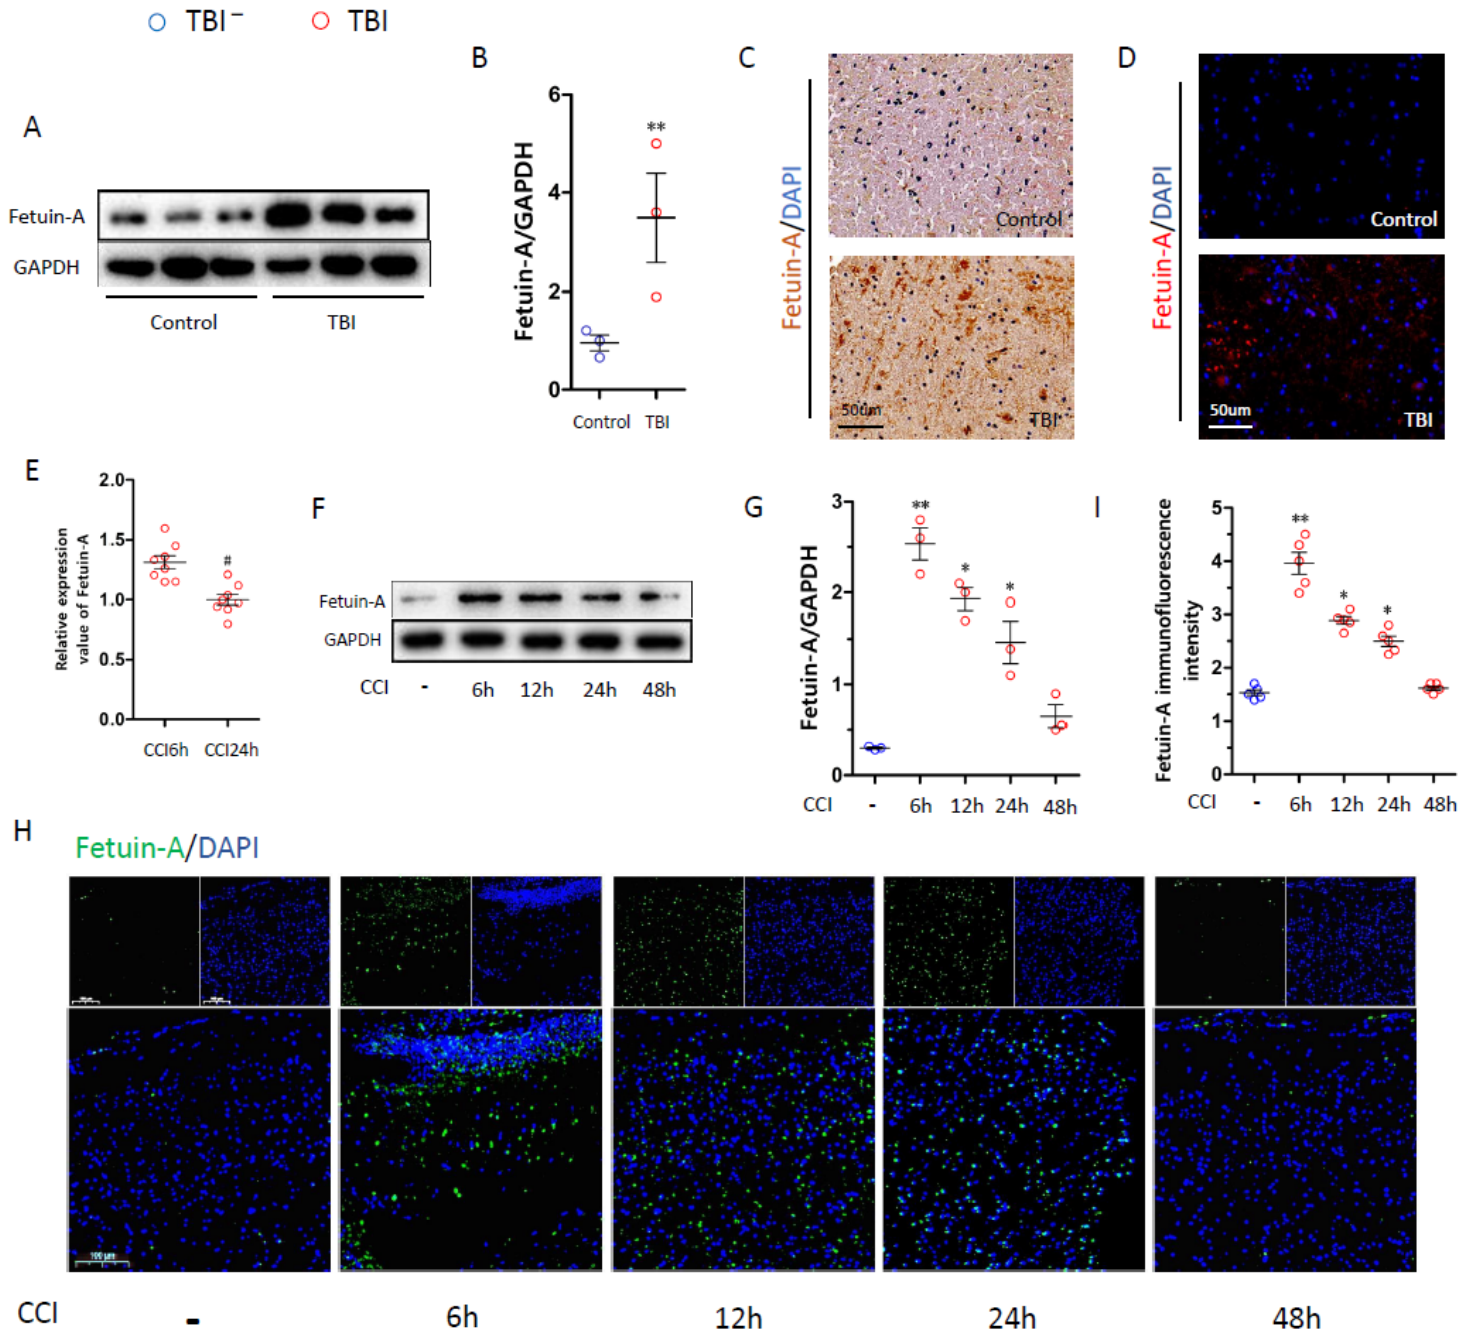 TBI⁻ TBI
A
Fetuin-A
GAPDH
Control TBI
B
Fetuin-A/GAPDH
6
4
2
0
**
Control TBI
C
Fetuin-A/DAPI
Control
50um
TBI
D
Fetuin-A/DAPI
Control
50um
TBI
E
Relative expression
value of Fetuin-A
2.0
1.5
1.0
0.5
0.0
#
CCI6h CCI24h
F
Fetuin-A
GAPDH
CCI - 6h 12h 24h 48h
G
Fetuin-A/GAPDH
3
2
1
0
** * *
CCI - 6h 12h 24h 48h
I
Fetuin-A immunofluorescence
intensity
5
4
3
2
1
0
** * *
CCI - 6h 12h 24h 48h
H
Fetuin-A/DAPI
100 μm
CCI - 6h 12h 24h 48h